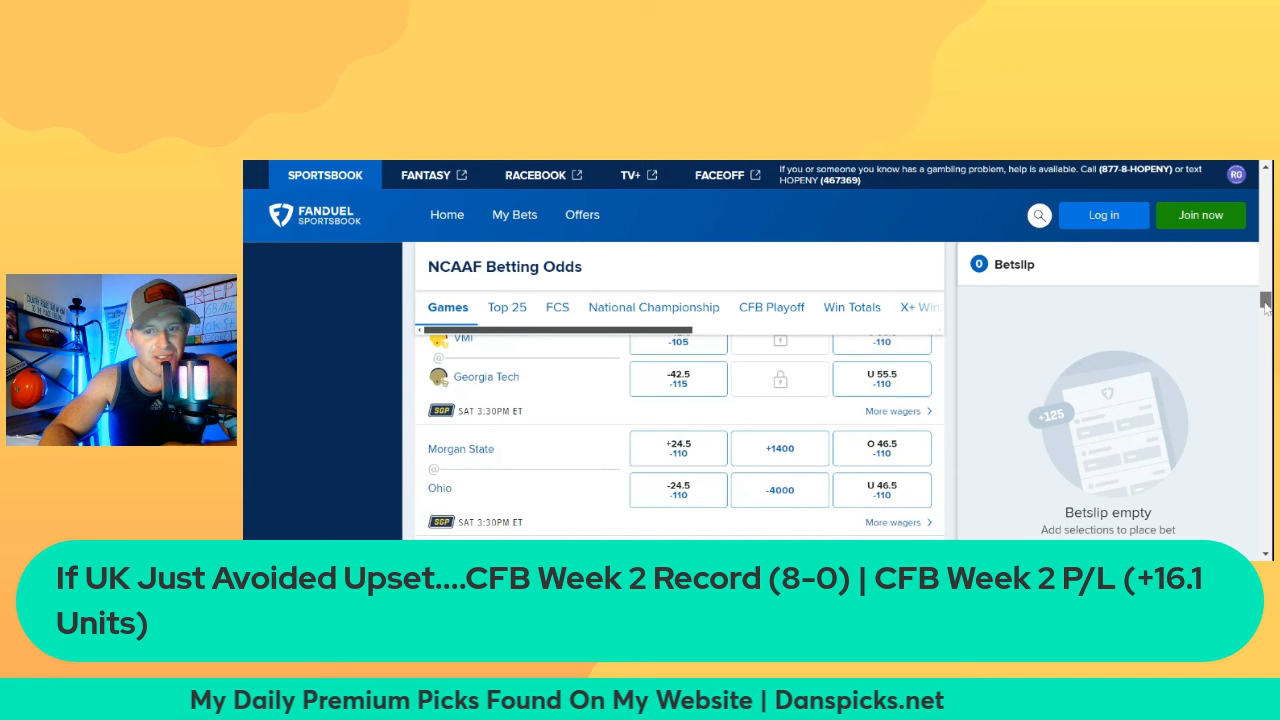 SPORTSBOOK
FANTASY
RACEBOOK
TV+
FACEOFF
If you or someone you know has a gambling problem, help is available. Call (877-8-HOPENY) or text
HOPENY (467369)
RG
FANDUEL
SPORTSBOOK
Home
My Bets
Offers
Log in
Join now
NCAAF Betting Odds
0 Betslip
Games
Top 25
FCS
National Championship
CFB Playoff
Win Totals
X+ Win
VMI
-105
-110
@
Georgia Tech
-42.5
-115
U 55.5
-110
SGP SAT 3:30PM ET
More wagers
Morgan State
+24.5
-110
+1400
O 46.5
-110
@
Ohio
-24.5
-110
-4000
U 46.5
-110
SGP SAT 3:30PM ET
More wagers
+125
Betslip empty
Add selections to place bet
If UK Just Avoided Upset....CFB Week 2 Record (8-0) | CFB Week 2 P/L (+16.1
Units)
My Daily Premium Picks Found On My Website | Danspicks.net